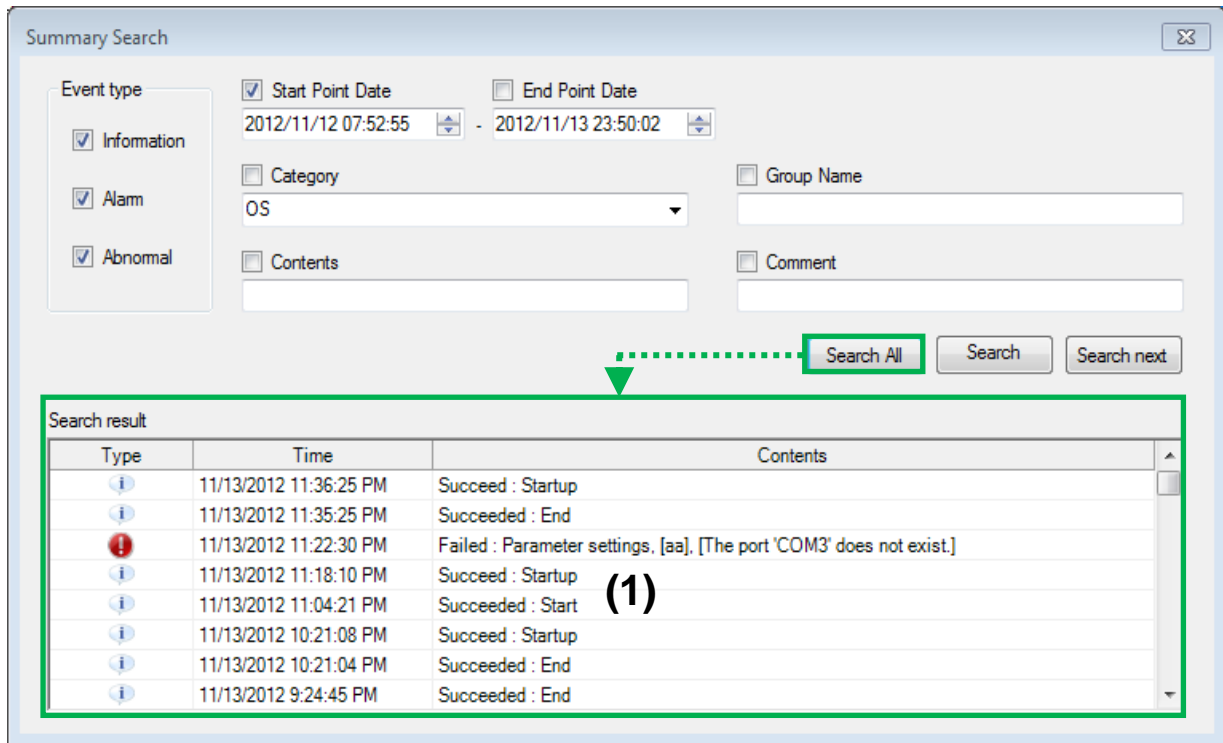 Summary Search
Event type
Start Point Date End Point Date
2012/11/12 07:52:55 - 2012/11/13 23:50:02
Information
Category Group Name
Alarm
OS
Abnormal
Contents Comment
Search All Search Search next
Search result
Type Time Contents
11/13/2012 11:36:25 PM Succeed : Startup
11/13/2012 11:35:25 PM Succeeded : End
11/13/2012 11:22:30 PM Failed : Parameter settings, [aa], [The port 'COM3' does not exist.]
11/13/2012 11:18:10 PM Succeed : Startup
(1)
11/13/2012 11:04:21 PM Succeeded : Start
11/13/2012 10:21:08 PM Succeed : Startup
11/13/2012 10:21:04 PM Succeeded : End
11/13/2012 9:24:45 PM Succeeded : End